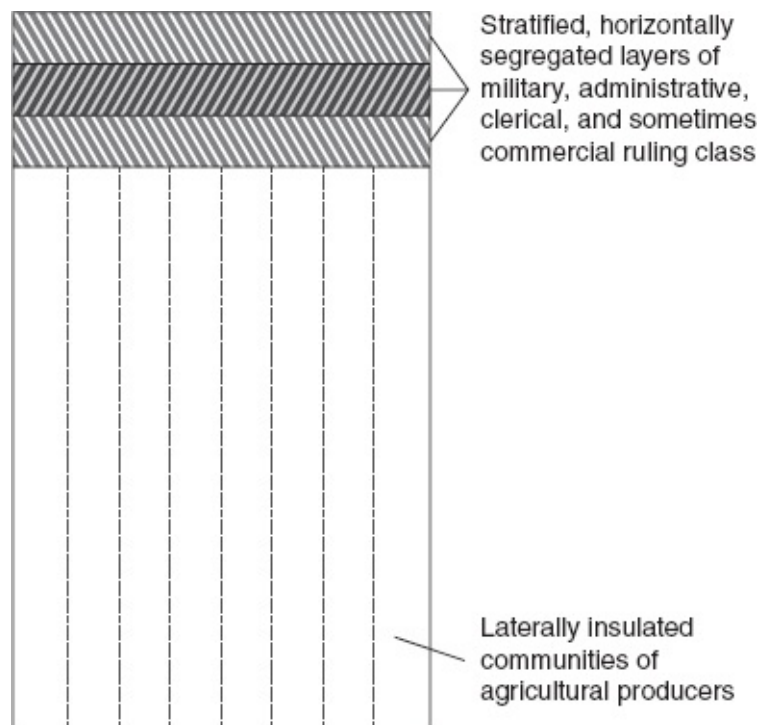 Stratified, horizontally
segregated layers of
military, administrative,
clerical, and sometimes
commercial ruling class
Laterally insulated
communities of
agricultural producers